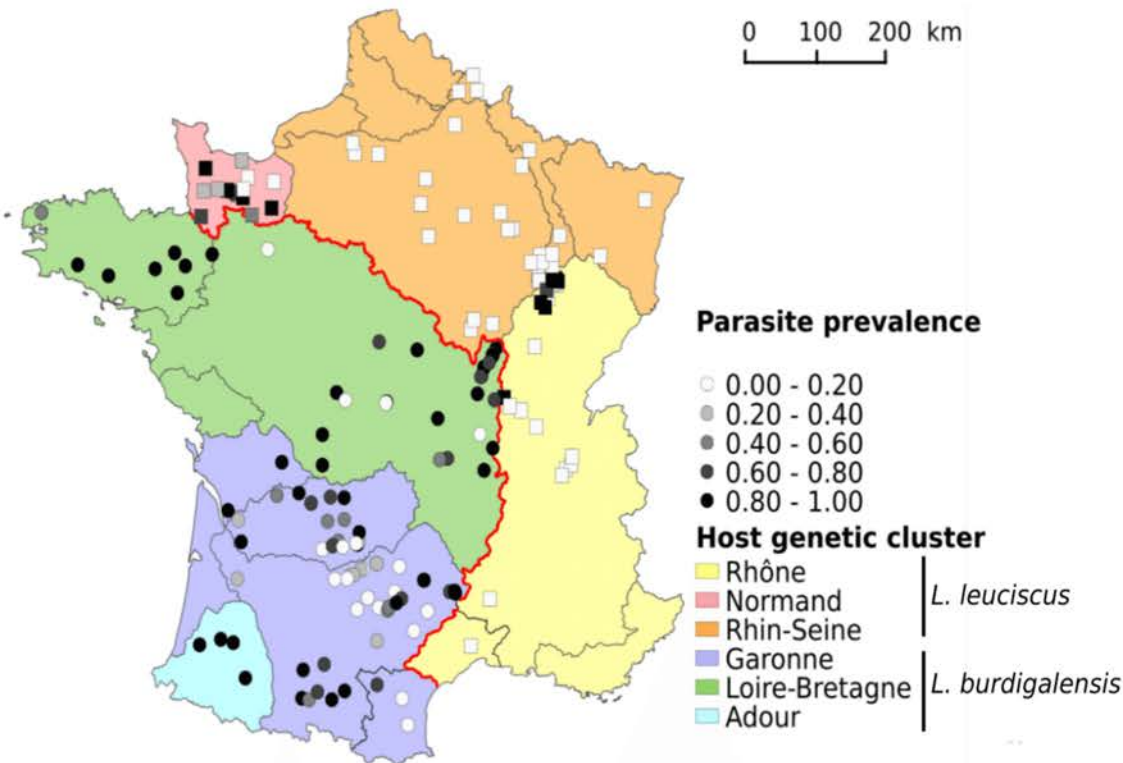 0 100 200 km
Parasite prevalence
0.00 - 0.20
0.20 - 0.40
0.40 - 0.60
0.60 - 0.80
0.80 - 1.00
Host genetic cluster
Rhône
Normand
L. leuciscus
Rhin-Seine
Garonne
Loire-Bretagne
L. burdigalensis
Adour